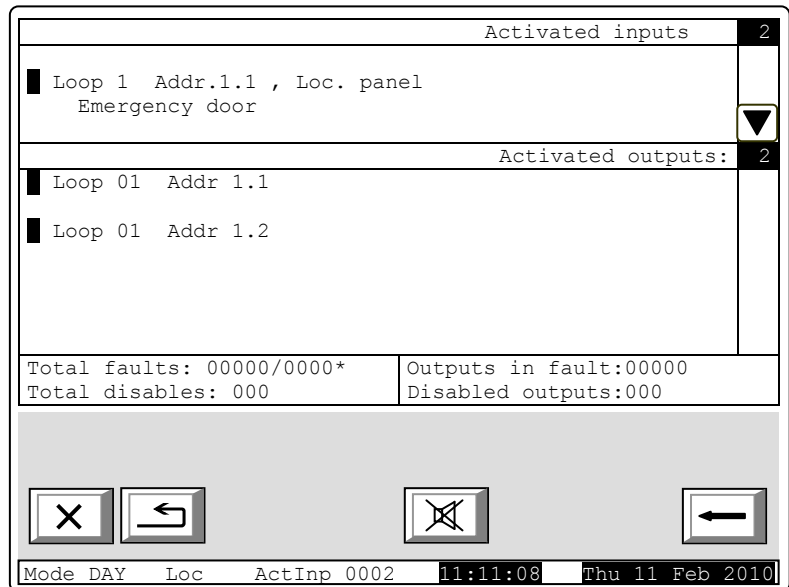 Activated inputs 2
Loop 1 Addr.1.1 , Loc. panel
Emergency door
Activated outputs: 2
Loop 01 Addr 1.1
Loop 01 Addr 1.2
Total faults: 00000/0000* Outputs in fault:00000
Total disables: 000 Disabled outputs:000
Mode DAY Loc ActInp 0002 11:11:08 Thu 11 Feb 2010